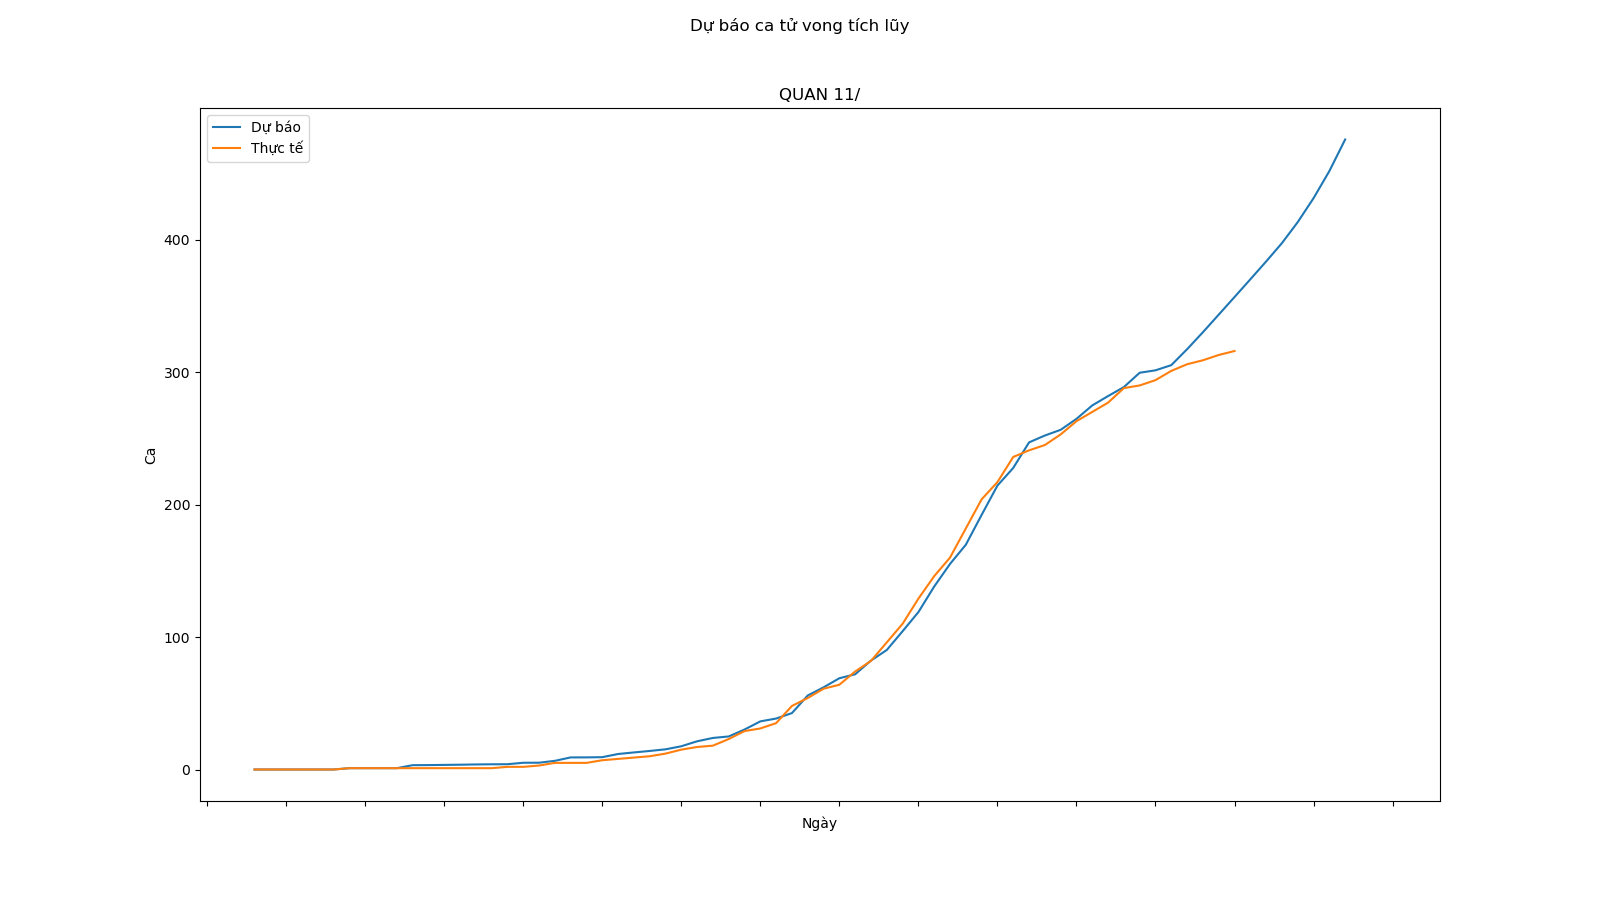 Dự báo ca tử vong tích lũy
QUAN 11/
Dự báo
Thực tế
400
300
200
100
0
Ca
Ngày